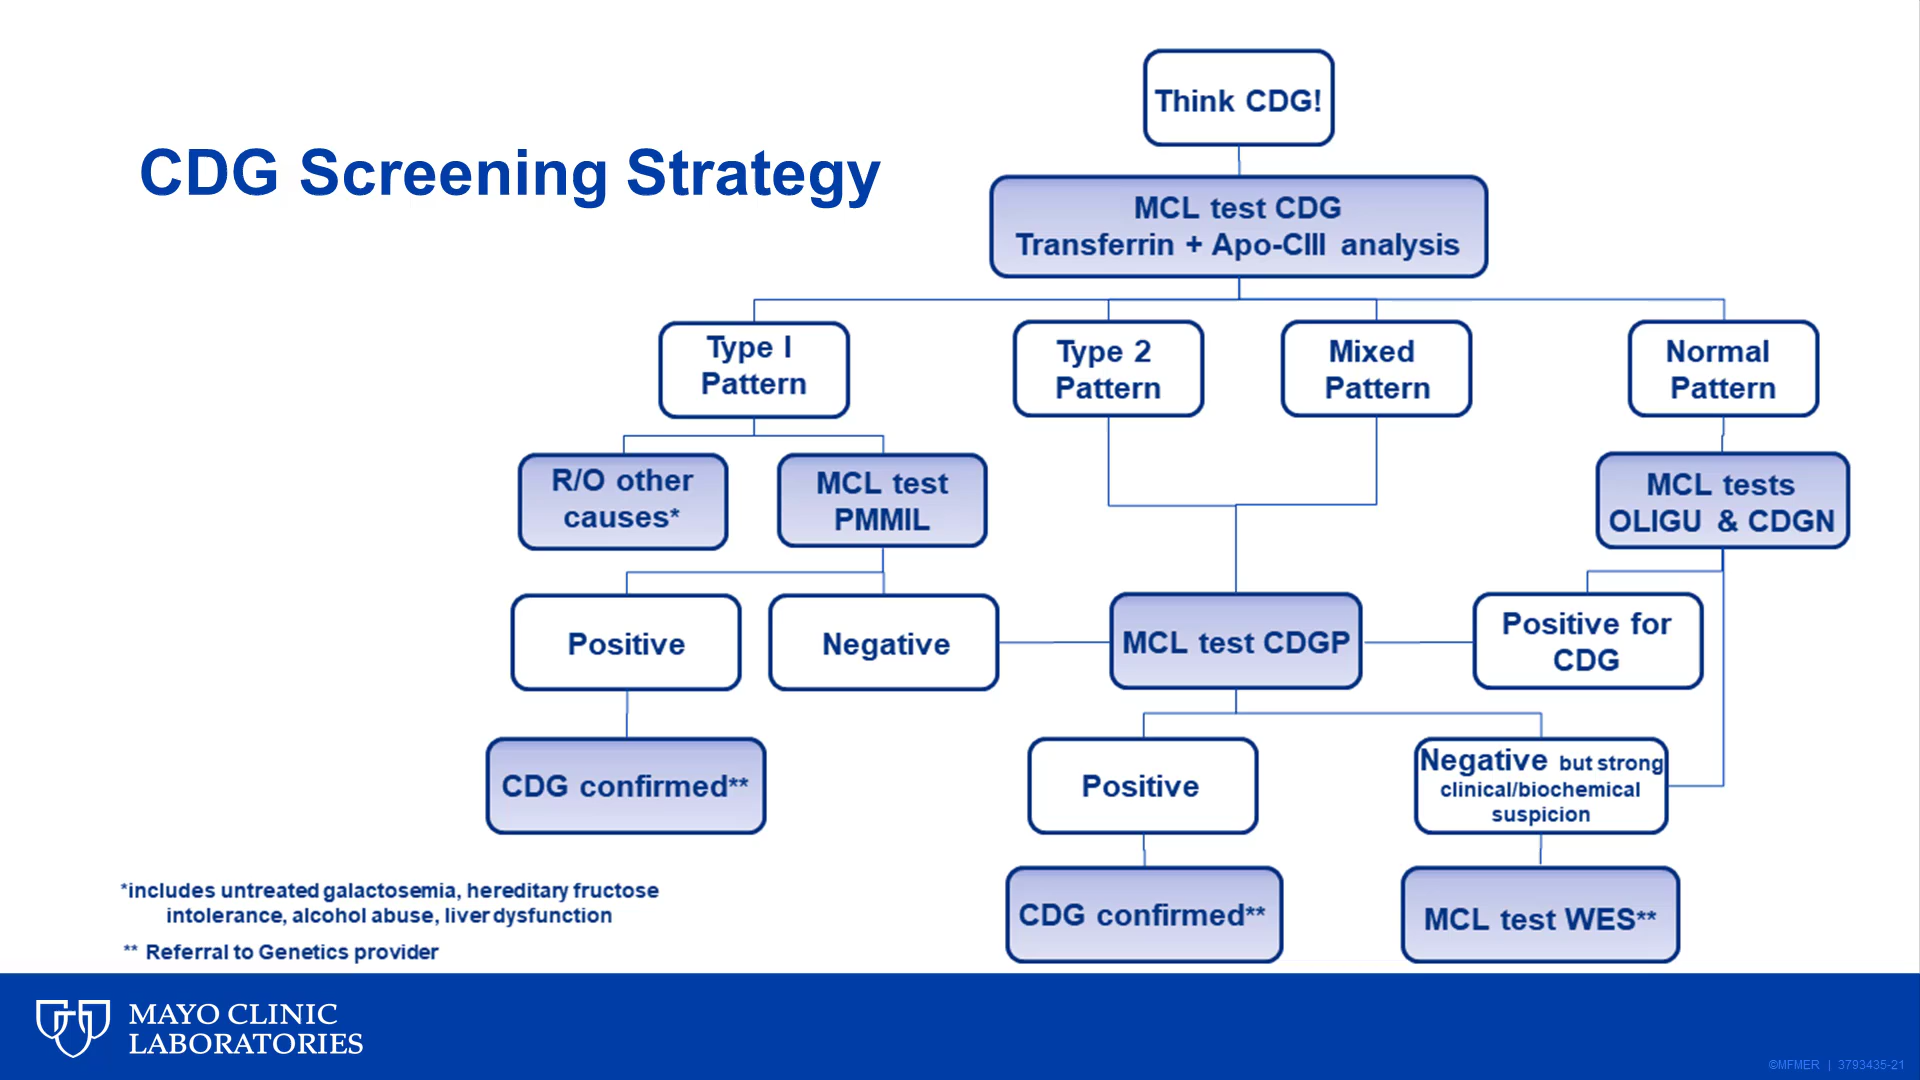 Think CDG!
CDG Screening Strategy
MCL test CDG
Transferrin + Apo-CIII analysis
Type I
Pattern
Type 2
Pattern
Mixed
Pattern
Normal
Pattern
R/O other
causes*
MCL test
PMMIL
MCL tests
OLIGU & CDGN
Positive
Negative
MCL test CDGP
Positive for
CDG
CDG confirmed**
Positive
Negative but strong
clinical/biochemical
suspicion
CDG confirmed**
MCL test WES**
*includes untreated galactosemia, hereditary fructose
intolerance, alcohol abuse, liver dysfunction
** Referral to Genetics provider
MAYO CLINIC
LABORATORIES
©MFMER | 3793435-21